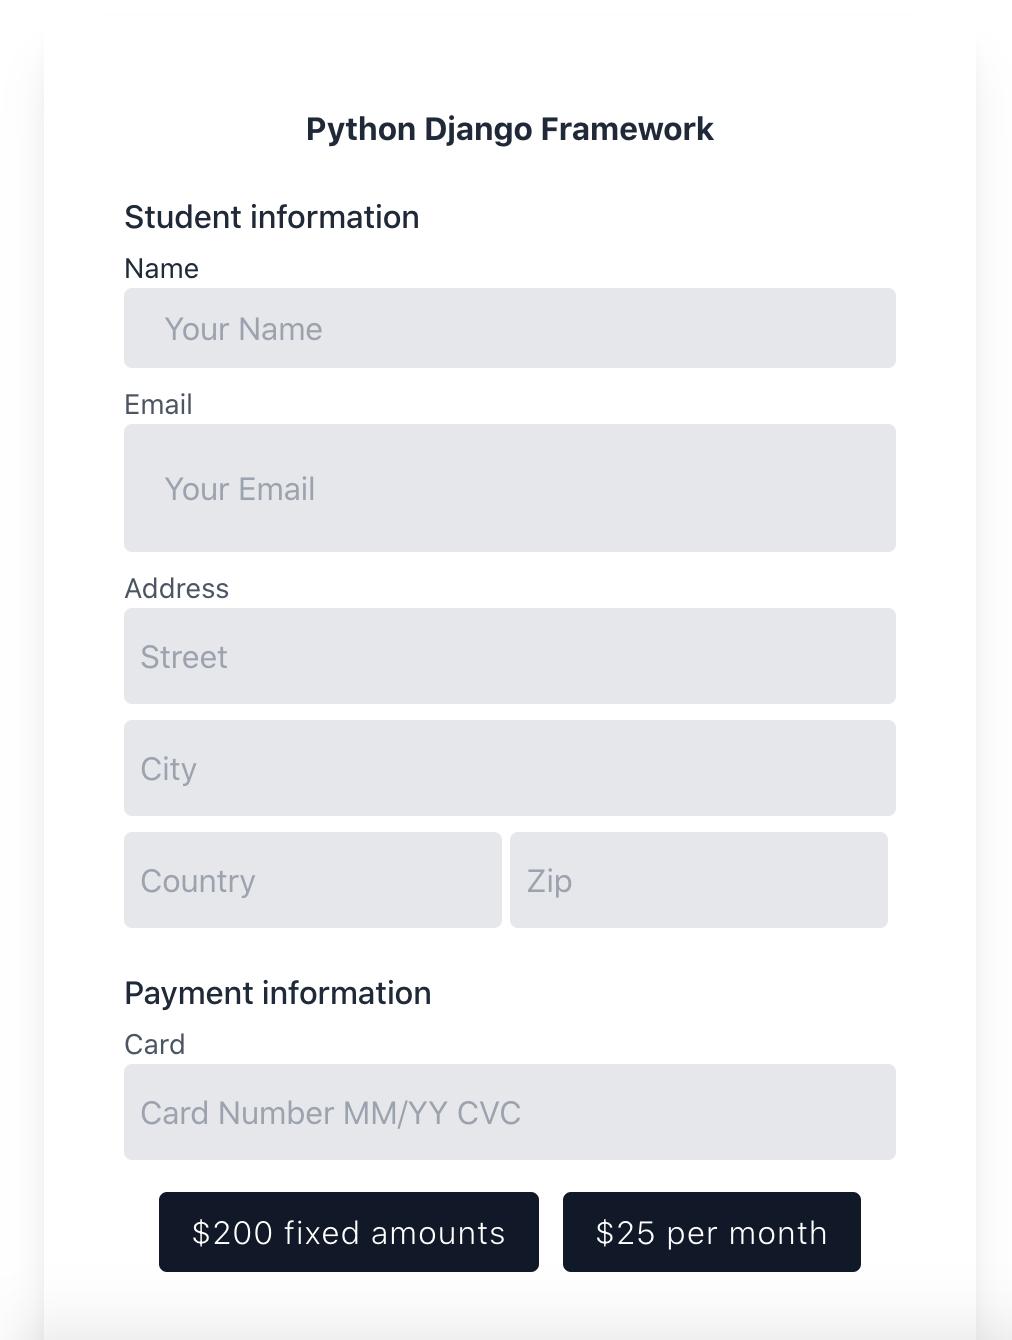 Python Django Framework
Student information
Name
Your Name
Email
Your Email
Address
Street
City
Country Zip
Payment information
Card
Card Number MM/YY CVC
$200 fixed amounts $25 per month